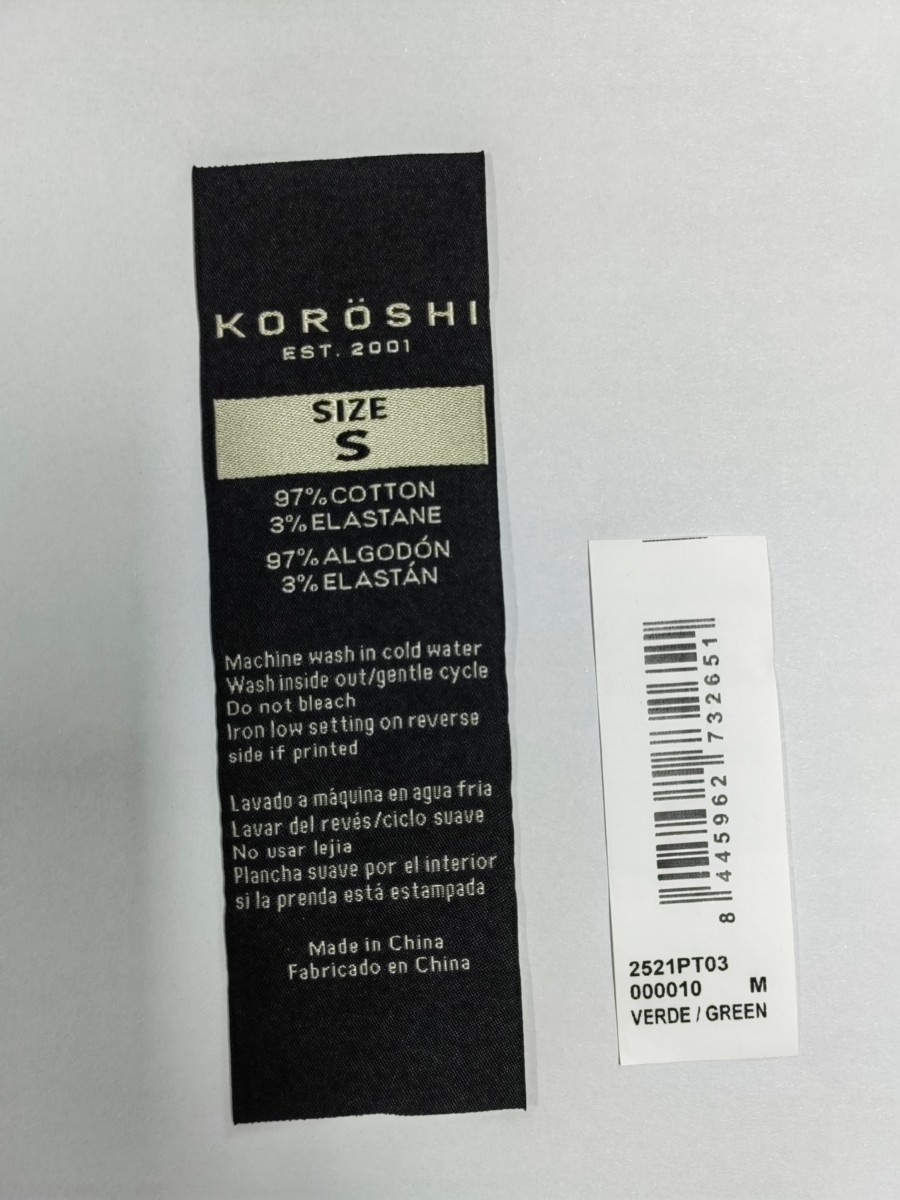 KORÖSHI
EST. 2001
SIZE
S
97% COTTON
3% ELASTANE
97% ALGODÓN
3% ELASTÁN
Machine wash in cold water
Wash inside out/gentle cycle
Do not bleach
Iron low setting on reverse
side if printed
Lavado a máquina en agua fria
Lavar del revés/ciclo suave
No usar lejia
Plancha suave por el interior
si la prenda está estampada
Made in China
Fabricado en China
8 445962 732651
2521PT03
000010 M
VERDE / GREEN